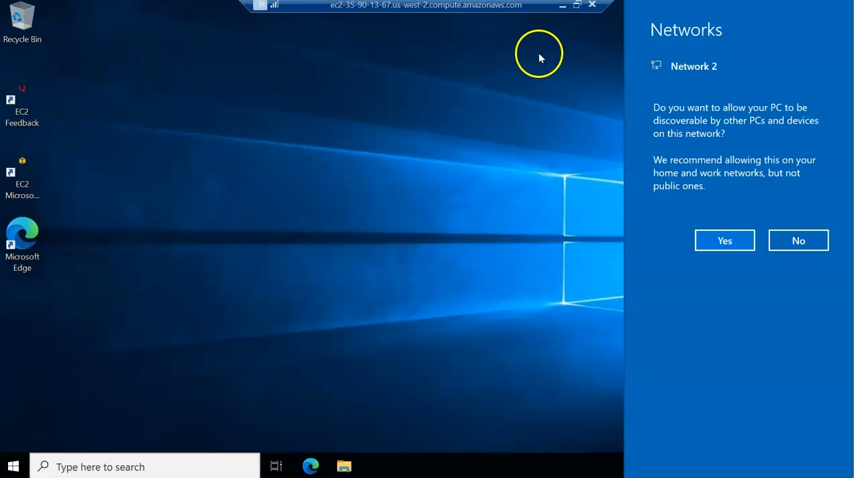 ec2-35-90-13-67.us-west-2.compute.amazonaws.com
Recycle Bin
EC2
Feedback
EC2
Microso...
Microsoft
Edge
Networks
Network 2
Do you want to allow your PC to be
discoverable by other PCs and devices
on this network?
We recommend allowing this on your
home and work networks, but not
public ones.
Yes
No
Type here to search